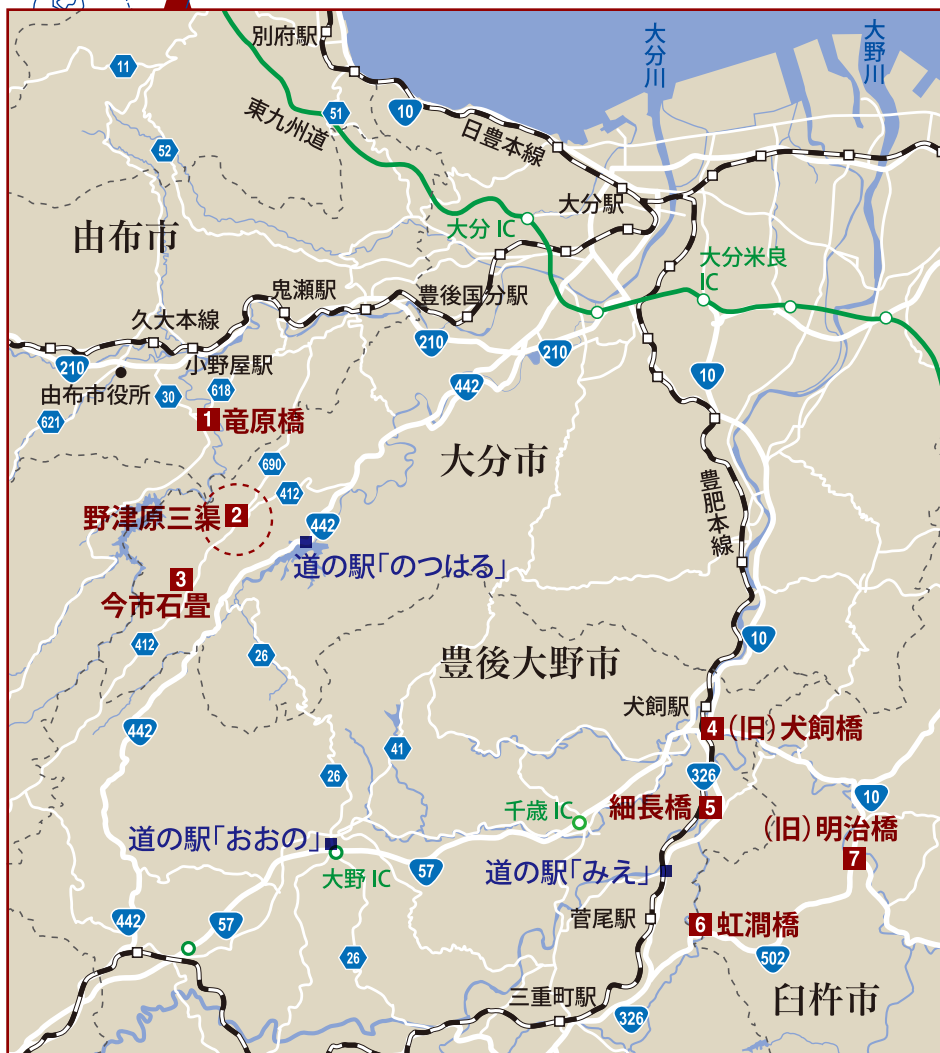 別府駅
大分川
大野川
11
51
10
東九州道
日豊本線
52
大分駅
由布市
大分 IC
大分米良
IC
鬼瀬駅
豊後国分駅
久大本線
210
210
210
小野屋駅
442
10
由布市役所
30
618
621
1 竜原橋
大分市
690
412
豊肥本線
野津原三渠 2
442
道の駅「のつはる」
3
今市石畳
412
26
10
豊後大野市
犬飼駅
442
41
4 (旧)犬飼橋
26
326
千歳 IC
細長橋 5
10
(旧)明治橋
7
道の駅「おおの」
大野 IC
57
道の駅「みえ」
菅尾駅
442
57
6 虹澗橋
26
502
三重町駅
326
臼杵市